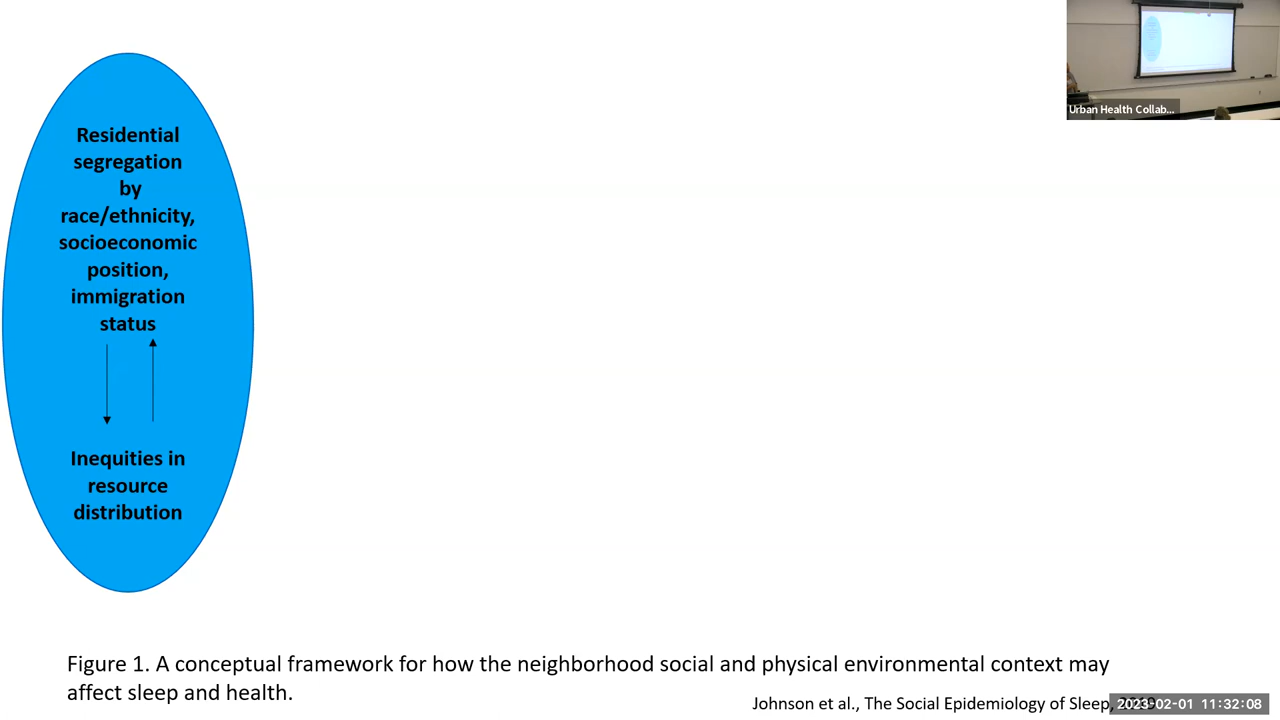 Urban Health Collab...
Residential
segregation
by
race/ethnicity,
socioeconomic
position,
immigration
status
Inequities in
resource
distribution
Figure 1. A conceptual framework for how the neighborhood social and physical environmental context may
affect sleep and health.
Johnson et al., The Social Epidemiology of Sleep,
2023-02-01 11:32:08